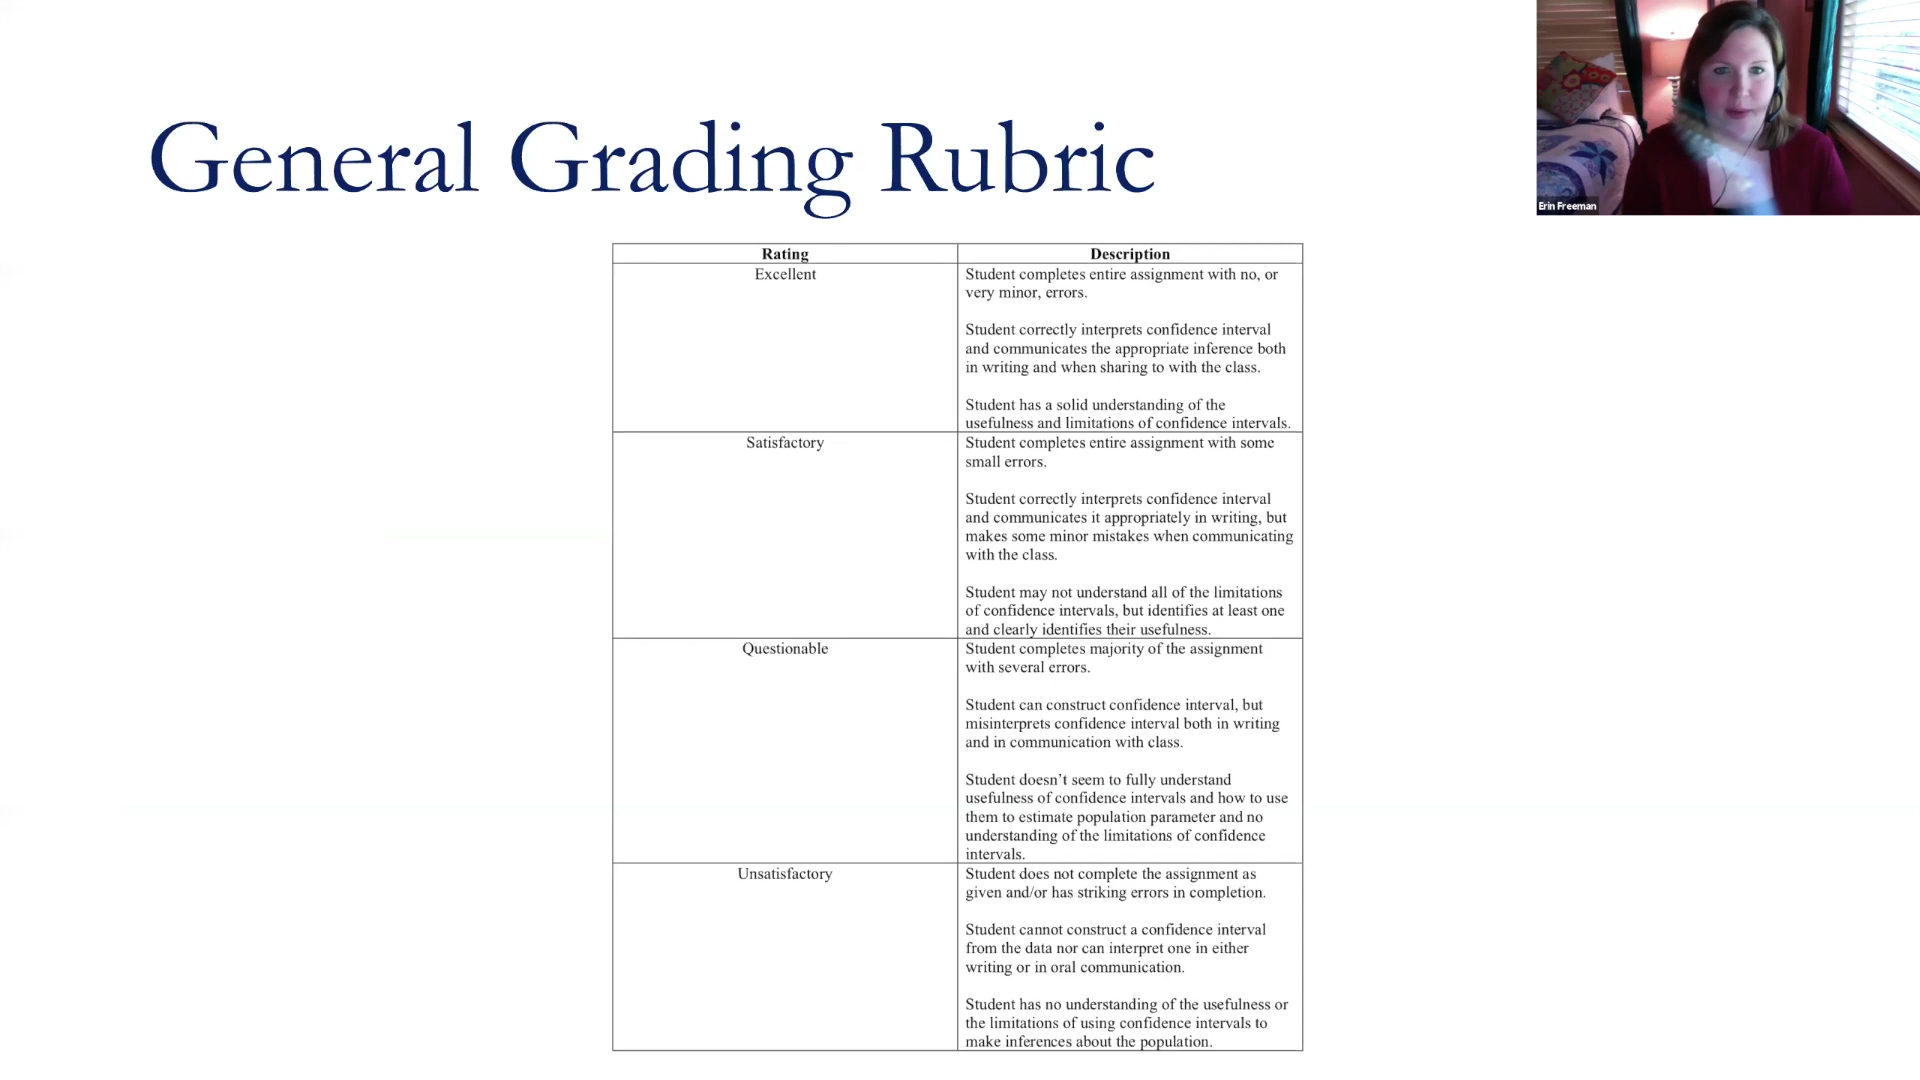 General Grading Rubric
Erin Freeman
Rating
Description
Excellent
Student completes entire assignment with no, or
very minor, errors.
Student correctly interprets confidence interval
and communicates the appropriate inference both
in writing and when sharing to with the class.
Student has a solid understanding of the
usefulness and limitations of confidence intervals.
Satisfactory
Student completes entire assignment with some
small errors.
Student correctly interprets confidence interval
and communicates it appropriately in writing, but
makes some minor mistakes when communicating
with the class.
Student may not understand all of the limitations
of confidence intervals, but identifies at least one
and clearly identifies their usefulness.
Questionable
Student completes majority of the assignment
with several errors.
Student can construct confidence interval, but
misinterprets confidence interval both in writing
and in communication with class.
Student doesn’t seem to fully understand
usefulness of confidence intervals and how to use
them to estimate population parameter and no
understanding of the limitations of confidence
intervals.
Unsatisfactory
Student does not complete the assignment as
given and/or has striking errors in completion.
Student cannot construct a confidence interval
from the data nor can interpret one in either
writing or in oral communication.
Student has no understanding of the usefulness or
the limitations of using confidence intervals to
make inferences about the population.